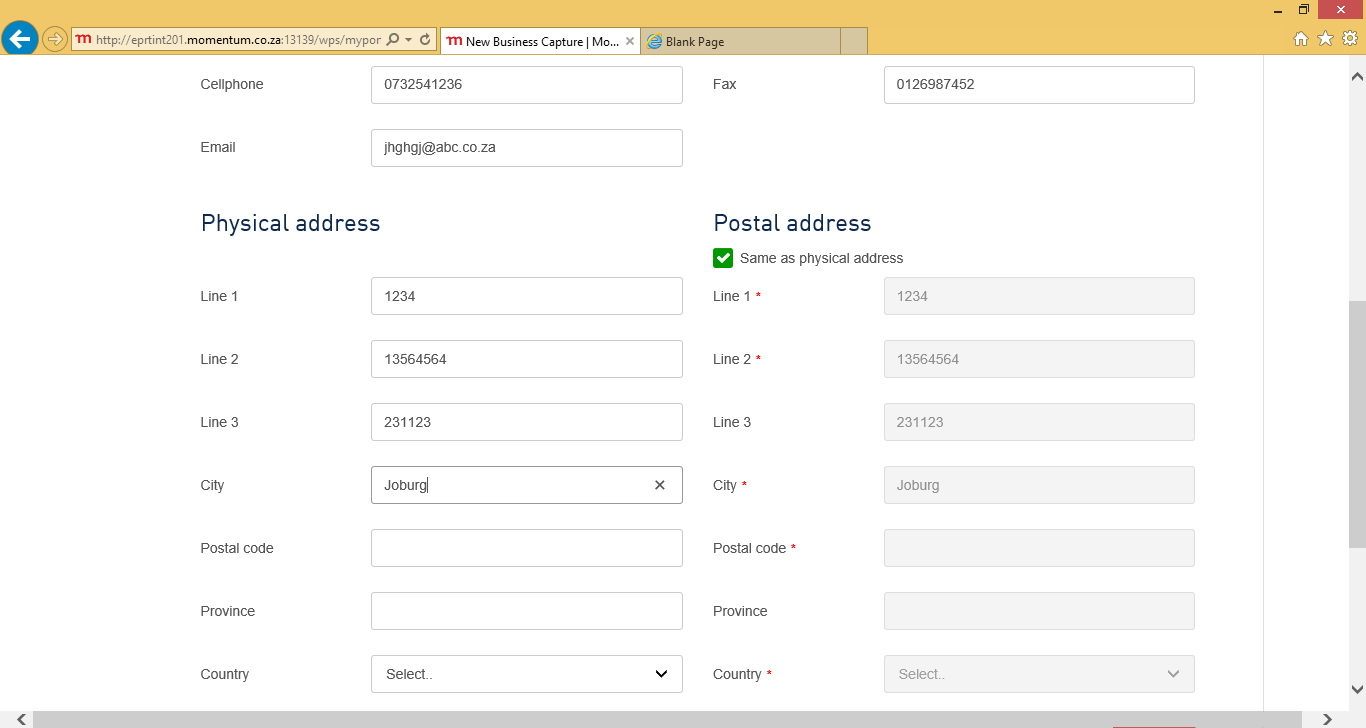 http://eprtint201.momentum.co.za:13139/wps/mypor
New Business Capture | Mo...
Blank Page
Cellphone 0732541236 Fax 0126987452
Email jhghgj@abc.co.za
Physical address Postal address
Same as physical address
Line 1 1234 Line 1 * 1234
Line 2 13564564 Line 2 * 13564564
Line 3 231123 Line 3 231123
City Joburg City * Joburg
Postal code Postal code *
Province Province
Country Select.. Country * Select..